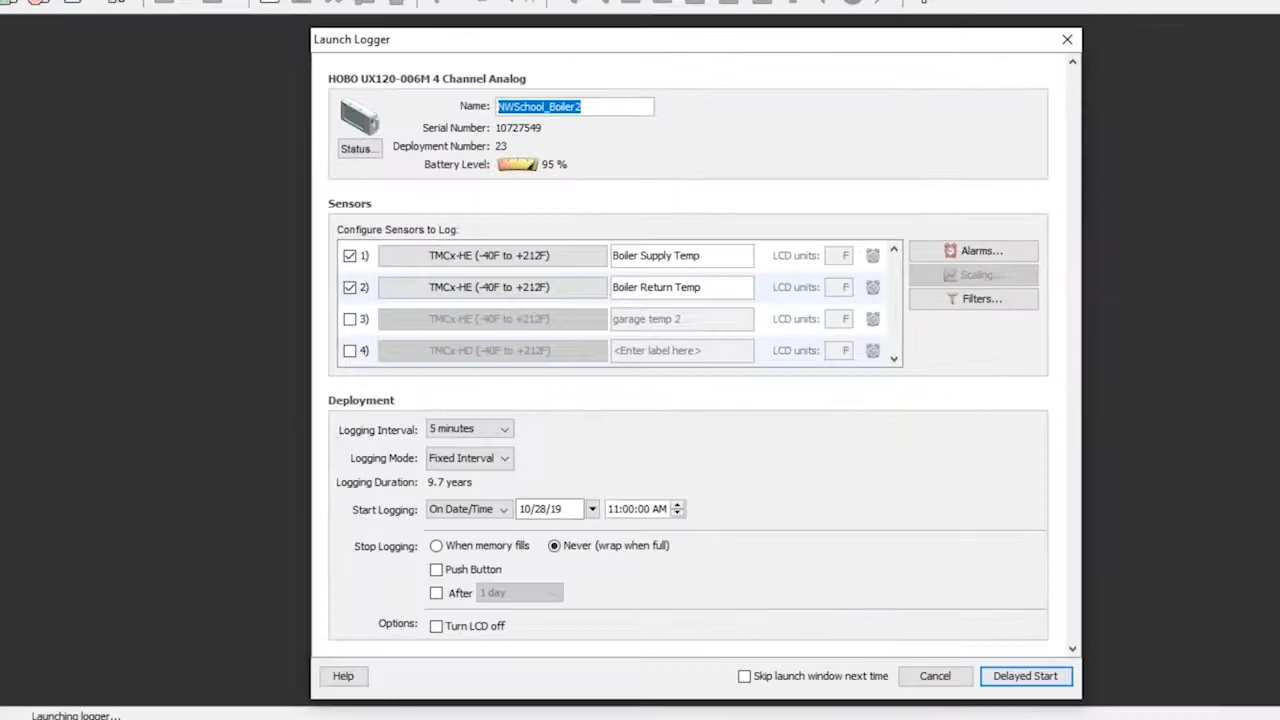 Launch Logger
HOBO UX120-006M 4 Channel Analog
Name: NWSchool_Boiler2
Serial Number: 10727549
Status... Deployment Number: 23
Battery Level: 95 %
Sensors
Configure Sensors to Log:
1) TMCx-HE (-40F to +212F) Boiler Supply Temp LCD units: F Alarms...
Scaling...
2) TMCx-HE (-40F to +212F) Boiler Return Temp LCD units: F Filters...
3) TMCx-HE (-40F to +212F) garage temp 2 LCD units: F
4) TMCx-HD (-40F to +212F) <Enter label here> LCD units: F
Deployment
Logging Interval: 5 minutes
Logging Mode: Fixed Interval
Logging Duration: 9.7 years
Start Logging: On Date/Time 10/28/19 11:00:00 AM
Stop Logging: When memory fills Never (wrap when full)
Push Button
After 1 day
Options: Turn LCD off
Help Skip launch window next time Cancel Delayed Start
Launching logger...